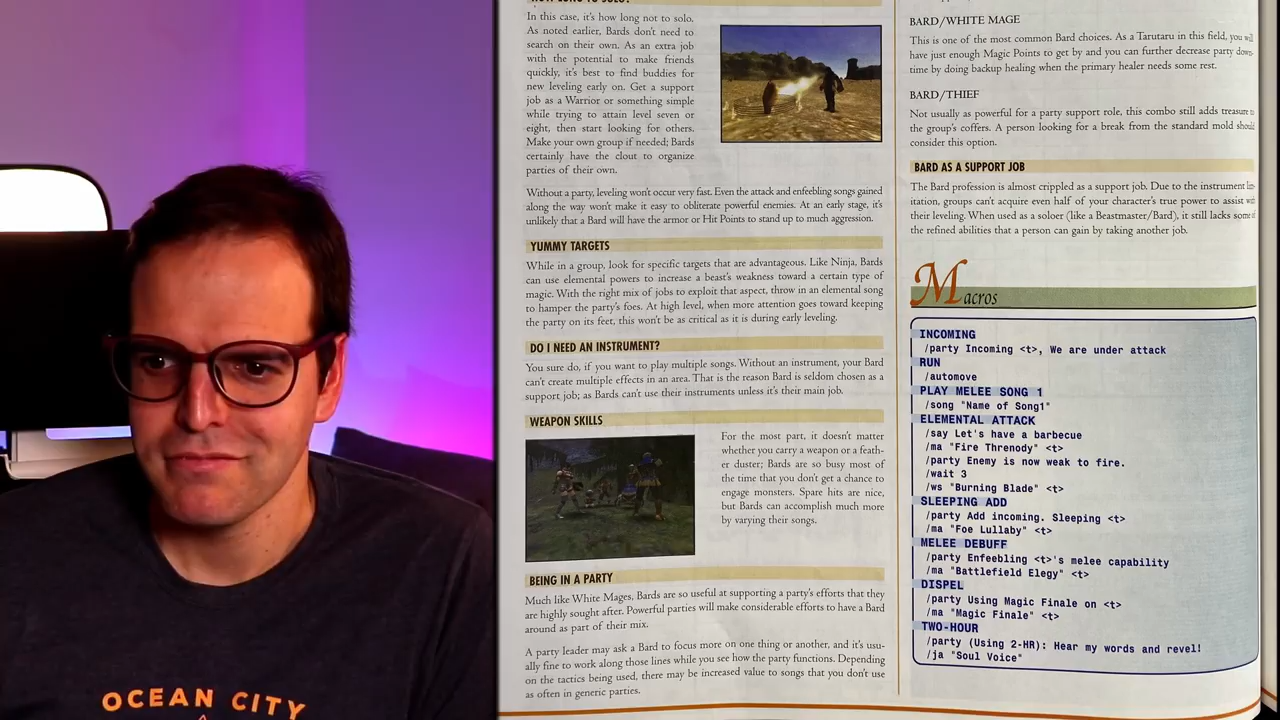 HOW LONG TO SOLO?
In this case, it's how long not to solo.
As noted earlier, Bards don't need to
search on their own. As an extra job
with the potential to make friends
quickly, it's best to find buddies for
new leveling early on. Get a support
job as a Warrior or something simple
while trying to attain level seven or
eight, then start looking for others.
Make your own group if needed; Bards
certainly have the clout to organize
parties of their own.
Without a party, leveling won't occur very fast. Even the attack and enfeebling songs gained
along the way won't make it easy to obliterate powerful enemies. At an early stage, it's
unlikely that a Bard will have the armor or Hit Points to stand up to much aggression.
YUMMY TARGETS
While in a group, look for specific targets that are advantageous. Like Ninja, Bards
can use elemental powers to increase a beast's weakness toward a certain type of
magic. With the right mix of jobs to exploit that aspect, throw in an elemental song
to hamper the party's foes. At high level, when more attention goes toward keeping
the party on its feet, this won't be as critical as it is during early leveling.
DO I NEED AN INSTRUMENT?
You sure do, if you want to play multiple songs. Without an instrument, your Bard
can't create multiple effects in an area. That is the reason Bard is seldom chosen as a
support job; as Bards can't use their instruments unless it's their main job.
WEAPON SKILLS
For the most part, it doesn't matter
whether you carry a weapon or a feath-
er duster; Bards are so busy most of
the time that you don't get a chance to
engage monsters. Spare hits are nice,
but Bards can accomplish much more
by varying their songs.
BEING IN A PARTY
Much like White Mages, Bards are so useful at supporting a party's efforts that they
are highly sought after. Powerful parties will make considerable efforts to have a Bard
around as part of their mix.
A party leader may ask a Bard to focus more on one thing or another, and it's usu-
ally fine to work along those lines while you see how the party functions. Depending
on the tactics being used, there may be increased value to songs that you don't use
as often in generic parties.
BARD/WHITE MAGE
This is one of the most common Bard choices. As a Tarutaru in this field, you will
have just enough Magic Points to get by and you can further decrease party down-
time by doing backup healing when the primary healer needs some rest.
BARD/THIEF
Not usually as powerful for a party support role, this combo still adds treasure to
the group's coffers. A person looking for a break from the standard mold should
consider this option.
BARD AS A SUPPORT JOB
The Bard profession is almost crippled as a support job. Due to the instrument lim-
itation, groups can't acquire even half of your character's true power to assist with
their leveling. When used as a soloer (like a Beastmaster/Bard), it still lacks some of
the refined abilities that a person can gain by taking another job.
Macros
INCOMING
/party Incoming <t>, We are under attack
RUN
/automove
PLAY MELEE SONG 1
/song "Name of Song1"
ELEMENTAL ATTACK
/say Let's have a barbecue
/ma "Fire Threnody" <t>
/party Enemy is now weak to fire.
/wait 3
/ws "Burning Blade" <t>
SLEEPING ADD
/party Add incoming. Sleeping <t>
/ma "Foe Lullaby" <t>
MELEE DEBUFF
/party Enfeebling <t>'s melee capability
/ma "Battlefield Elegy" <t>
DISPEL
/party Using Magic Finale on <t>
/ma "Magic Finale" <t>
TWO-HOUR
/party (Using 2-HR): Hear my words and revel!
/ja "Soul Voice"
OCEAN CITY